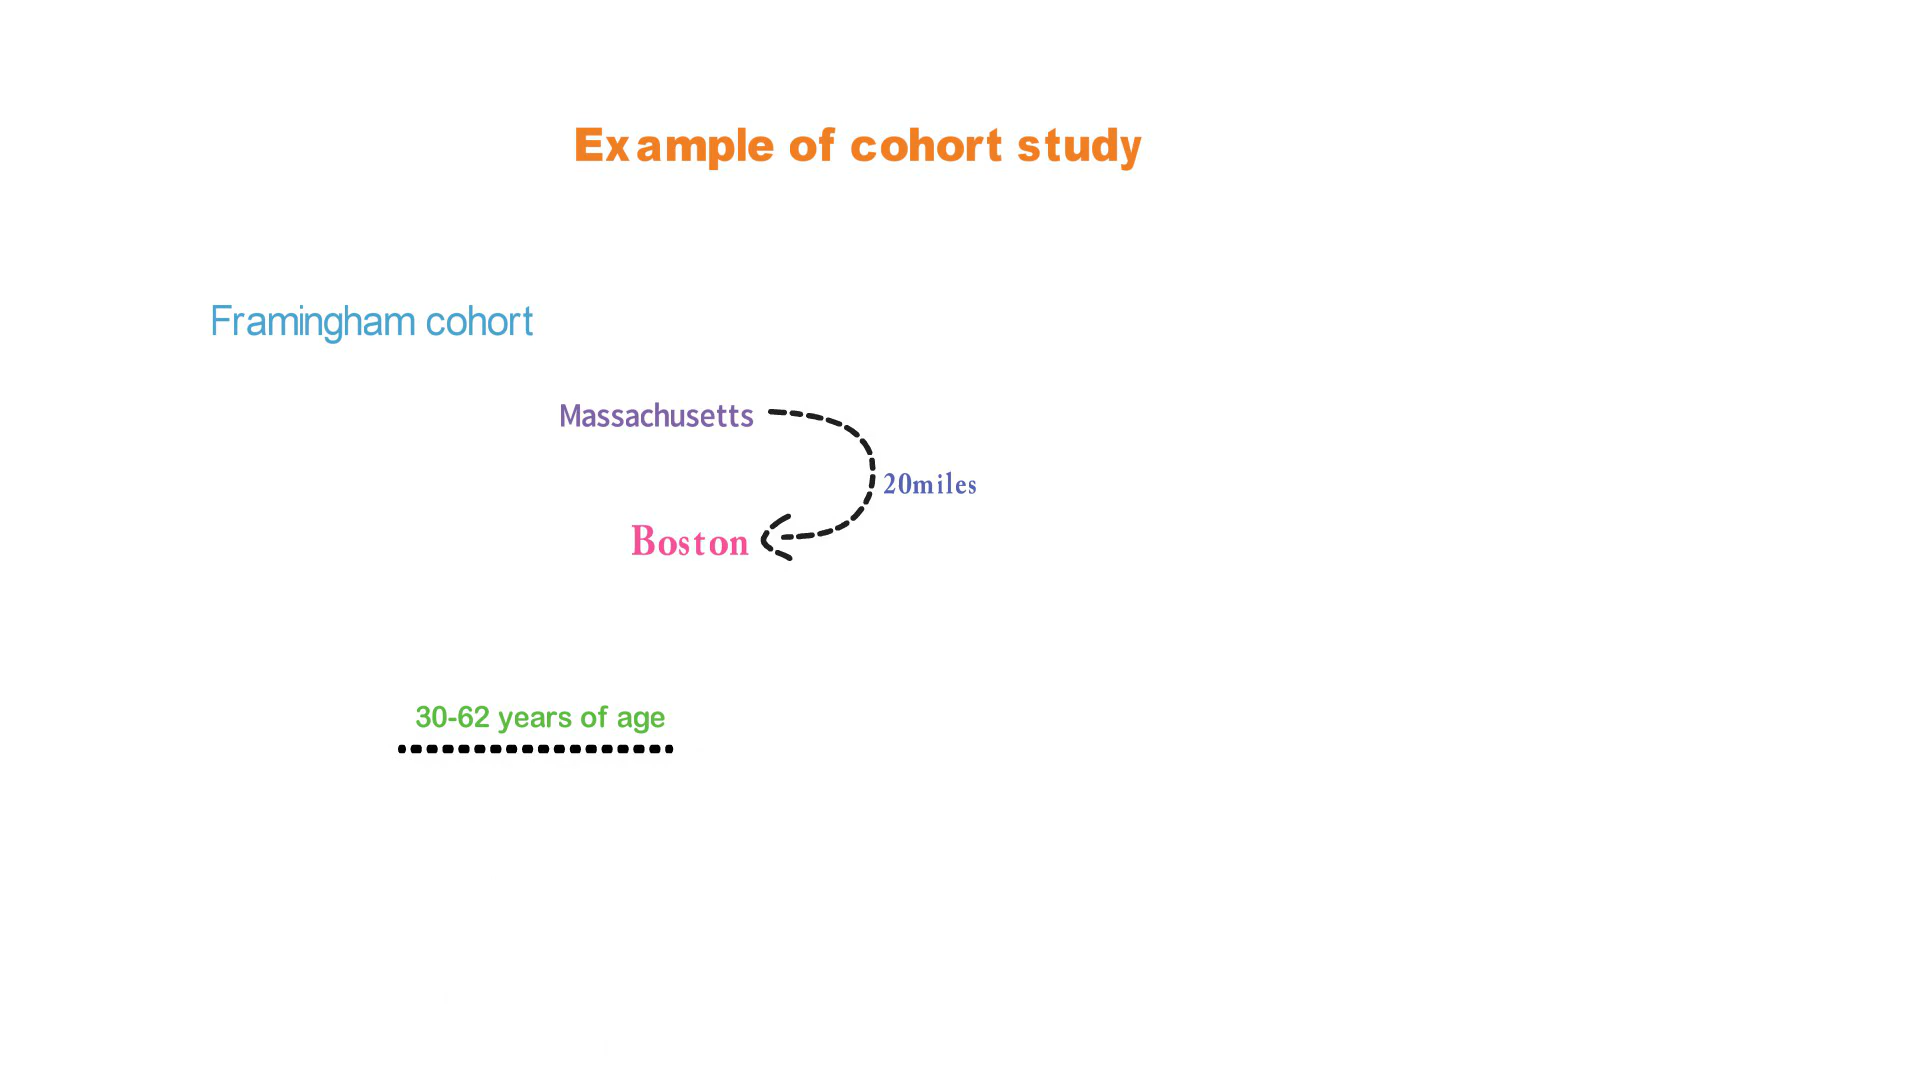 Example of cohort study
Framingham cohort
Massachusetts
20miles
Boston
30-62 years of age